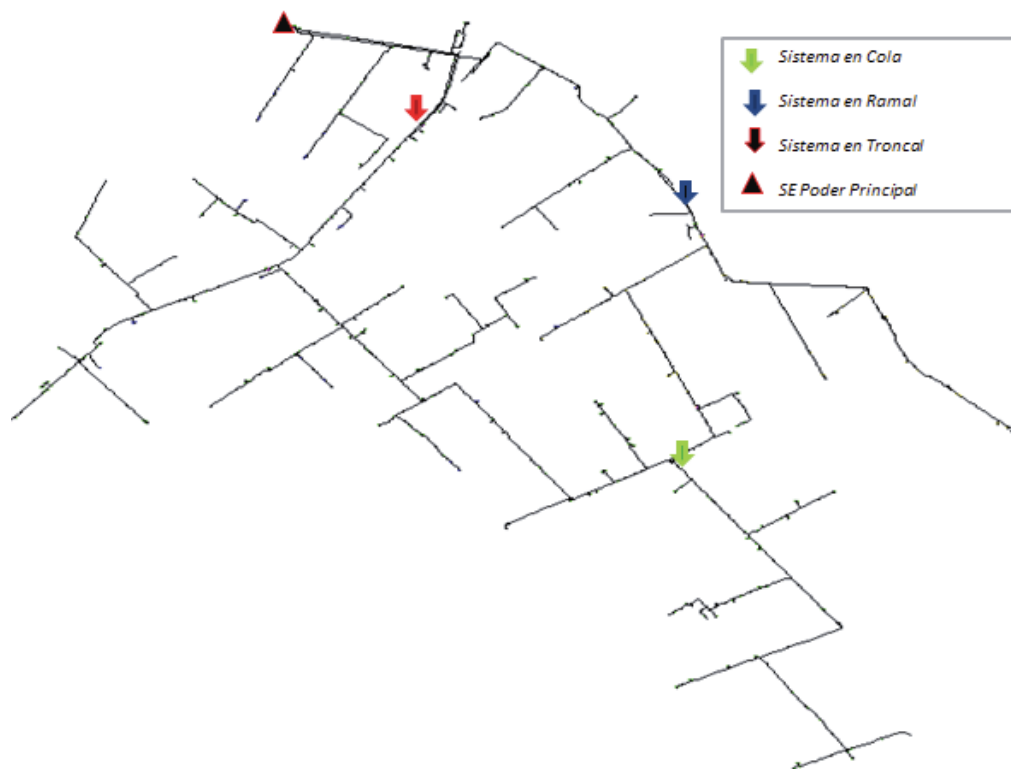 Sistema en Cola
Sistema en Ramal
Sistema en Troncal
SE Poder Principal